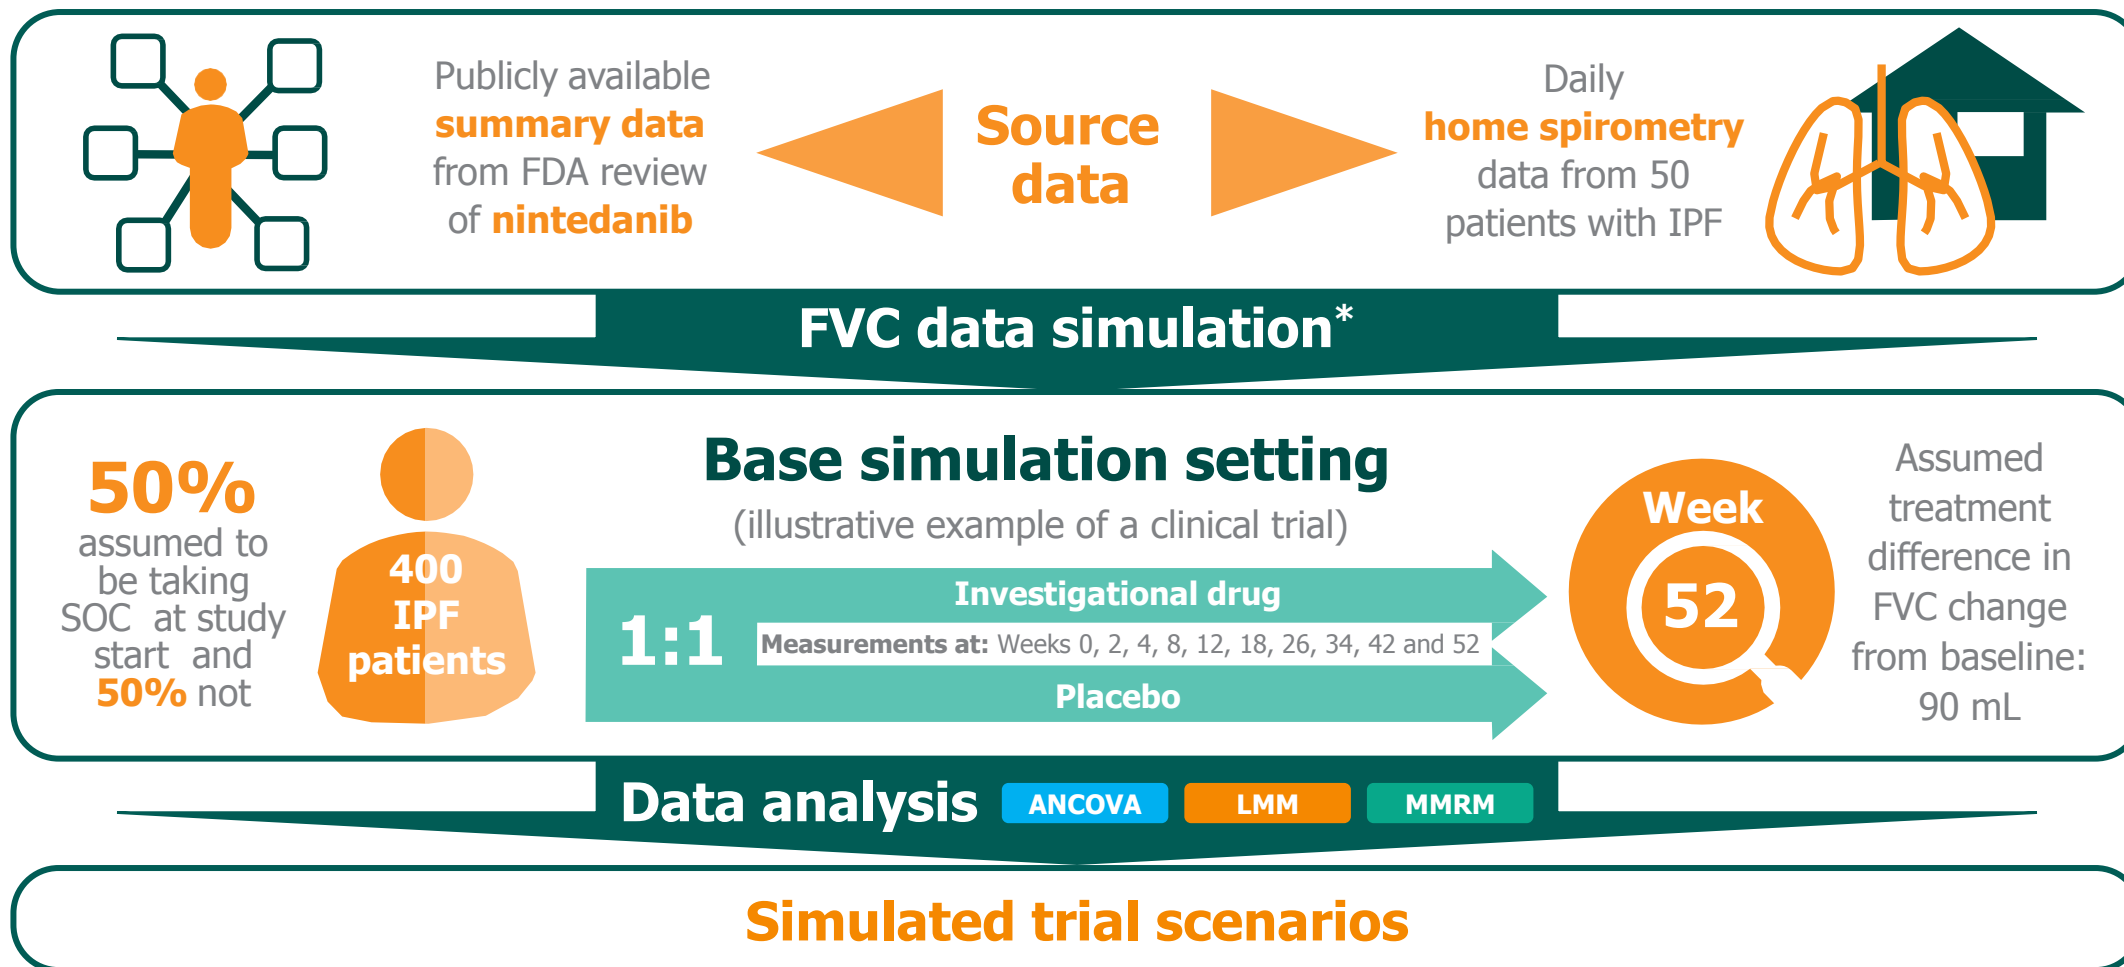 Publicly available
summary data
from FDA review
of nintedanib
Source
data
Daily
home spirometry
data from 50
patients with IPF
FVC data simulation*
50%
assumed to
be taking
SOC at study
start and
50% not
400
IPF
patients
Base simulation setting
(illustrative example of a clinical trial)
1:1
Investigational drug
Measurements at: Weeks 0, 2, 4, 8, 12, 18, 26, 34, 42 and 52
Placebo
Week
52
Assumed
treatment
difference in
FVC change
from baseline:
90 mL
Data analysis ANCOVA LMM MMRM
Simulated trial scenarios